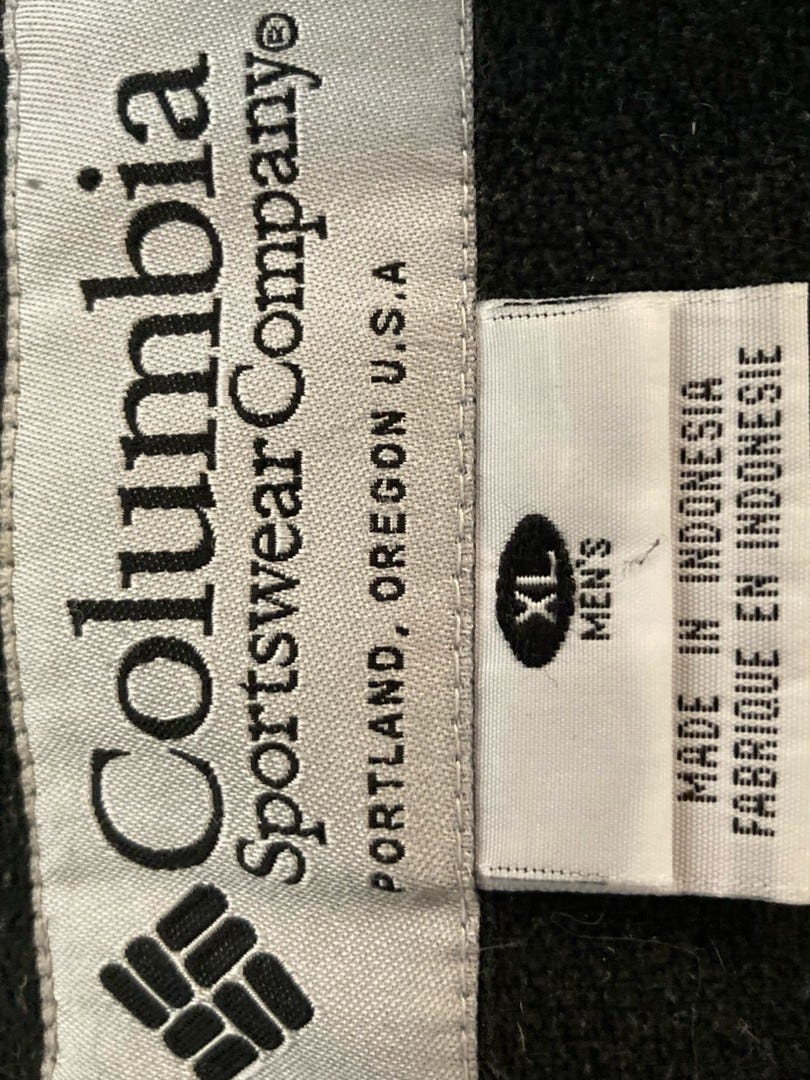 Columbia
Sportswear Company®
PORTLAND, OREGON U.S.A
XL
MEN'S
MADE IN INDONESIA
FABRIQUE EN INDONESIE